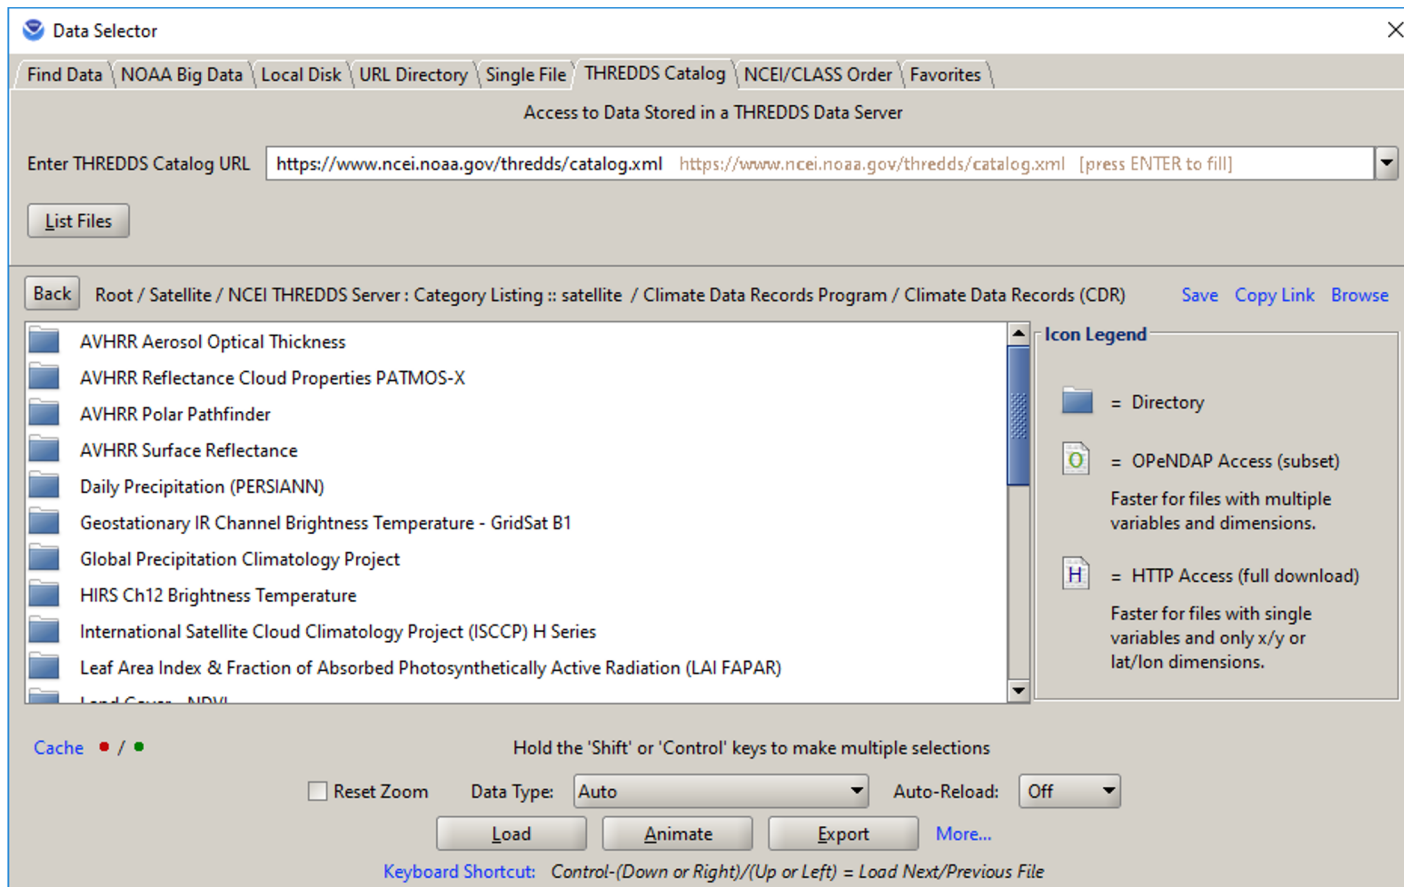 Data Selector
Find Data NOAA Big Data Local Disk URL Directory Single File THREDDS Catalog NCEI/CLASS Order Favorites
Access to Data Stored in a THREDDS Data Server
Enter THREDDS Catalog URL https://www.ncei.noaa.gov/thredds/catalog.xml https://www.ncei.noaa.gov/thredds/catalog.xml [press ENTER to fill]
List Files
Back Root / Satellite / NCEI THREDDS Server : Category Listing :: satellite / Climate Data Records Program / Climate Data Records (CDR) Save Copy Link Browse
AVHRR Aerosol Optical Thickness
AVHRR Reflectance Cloud Properties PATMOS-X
AVHRR Polar Pathfinder
AVHRR Surface Reflectance
Daily Precipitation (PERSIANN)
Geostationary IR Channel Brightness Temperature - GridSat B1
Global Precipitation Climatology Project
HIRS Ch12 Brightness Temperature
International Satellite Cloud Climatology Project (ISCCP) H Series
Leaf Area Index & Fraction of Absorbed Photosynthetically Active Radiation (LAI FAPAR)
Land Cover - NDVI
Icon Legend
= Directory
O = OPeNDAP Access (subset)
Faster for files with multiple
variables and dimensions.
H = HTTP Access (full download)
Faster for files with single
variables and only x/y or
lat/lon dimensions.
Cache • / • Hold the 'Shift' or 'Control' keys to make multiple selections
Reset Zoom Data Type: Auto Auto-Reload: Off
Load Animate Export More...
Keyboard Shortcut: Control-(Down or Right)/(Up or Left) = Load Next/Previous File